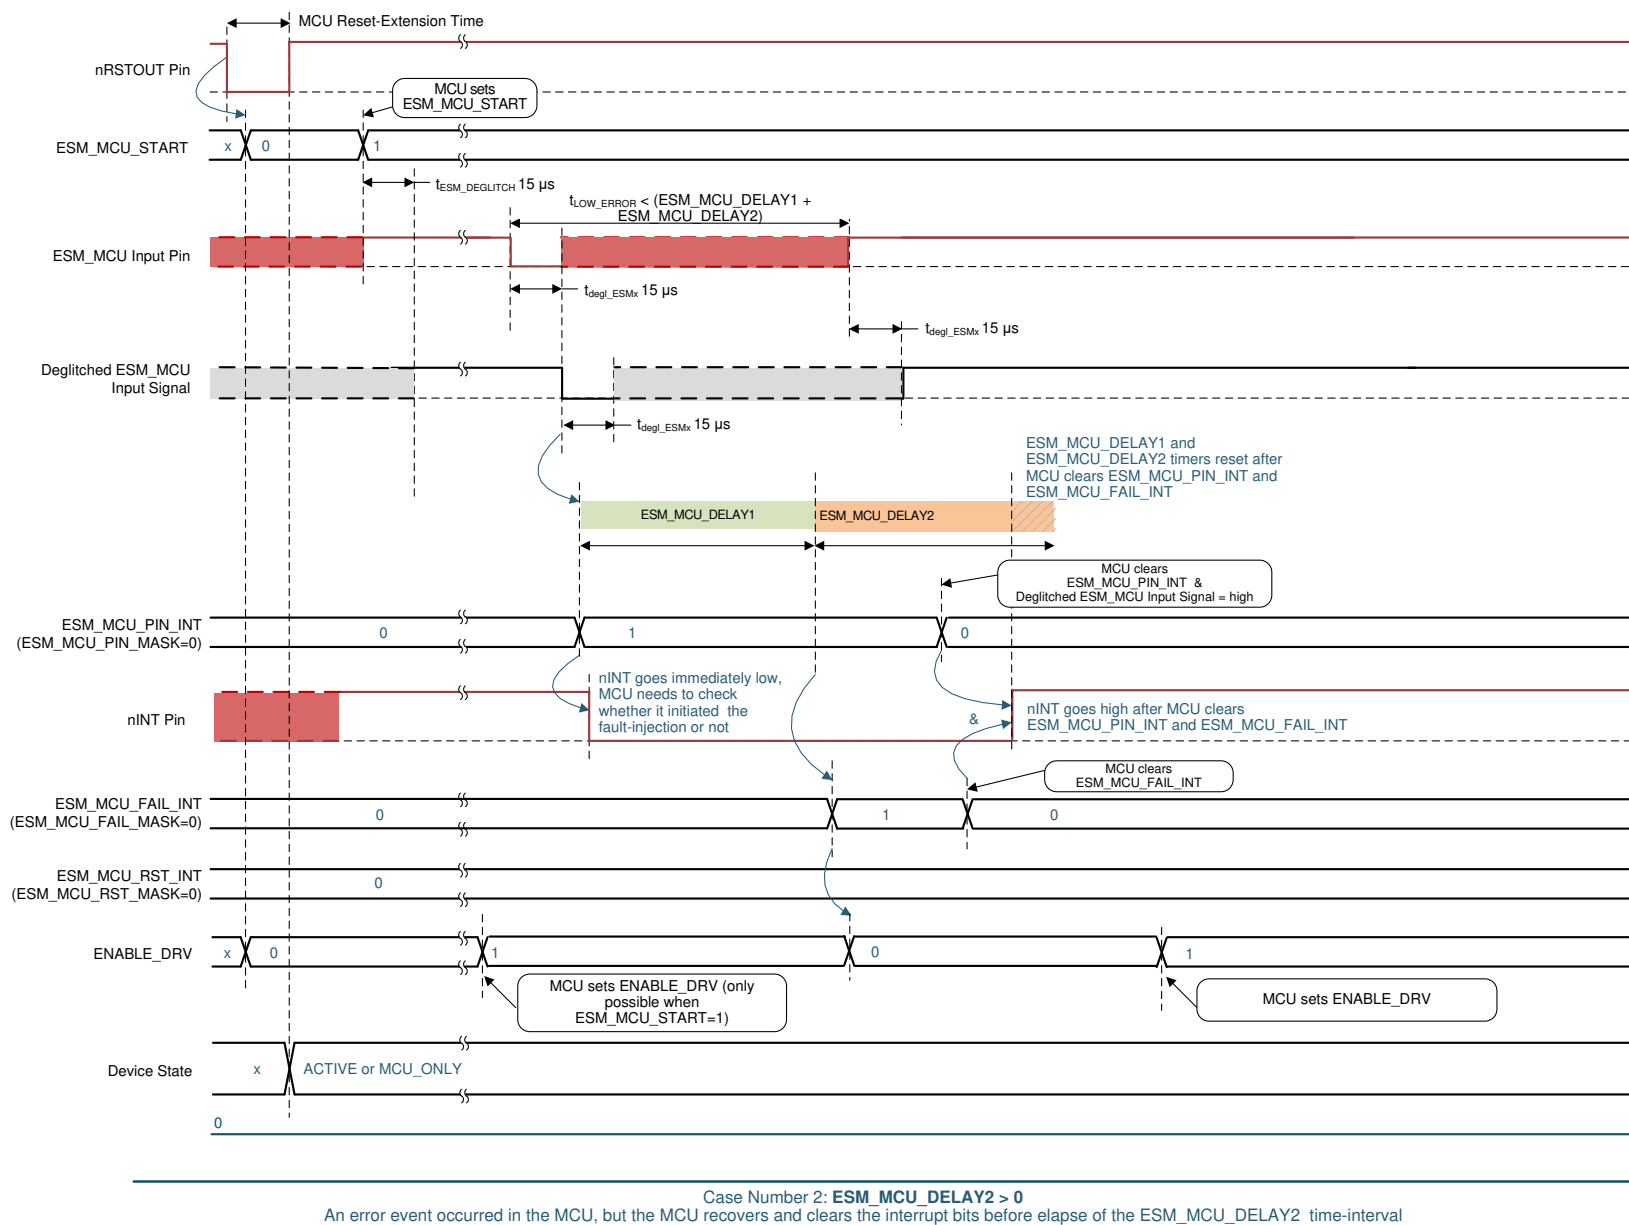 MCU Reset-Extension Time
nRSTOUT Pin
MCU sets
ESM_MCU_START
ESM_MCU_START
x
0
1
tESM_DEGLITCH 15 µs
tLOW_ERROR < (ESM_MCU_DELAY1 +
ESM_MCU_DELAY2)
ESM_MCU Input Pin
tdegl_ESMx 15 µs
tdegl_ESMx 15 µs
Deglitched ESM_MCU
Input Signal
tdegl_ESMx 15 µs
ESM_MCU_DELAY1 and
ESM_MCU_DELAY2 timers reset after
MCU clears ESM_MCU_PIN_INT and
ESM_MCU_FAIL_INT
ESM_MCU_DELAY1
ESM_MCU_DELAY2
MCU clears
ESM_MCU_PIN_INT &
Deglitched ESM_MCU Input Signal = high
ESM_MCU_PIN_INT
(ESM_MCU_PIN_MASK=0)
0
1
0
nINT goes immediately low,
MCU needs to check
whether it initiated the
fault-injection or not
nINT Pin
&
nINT goes high after MCU clears
ESM_MCU_PIN_INT and ESM_MCU_FAIL_INT
MCU clears
ESM_MCU_FAIL_INT
ESM_MCU_FAIL_INT
(ESM_MCU_FAIL_MASK=0)
0
1
0
ESM_MCU_RST_INT
(ESM_MCU_RST_MASK=0)
0
ENABLE_DRV
x
0
1
0
1
MCU sets ENABLE_DRV (only
possible when
ESM_MCU_START=1)
MCU sets ENABLE_DRV
Device State
x
ACTIVE or MCU_ONLY
0
Case Number 2: ESM_MCU_DELAY2 > 0
An error event occurred in the MCU, but the MCU recovers and clears the interrupt bits before elapse of the ESM_MCU_DELAY2 time-interval